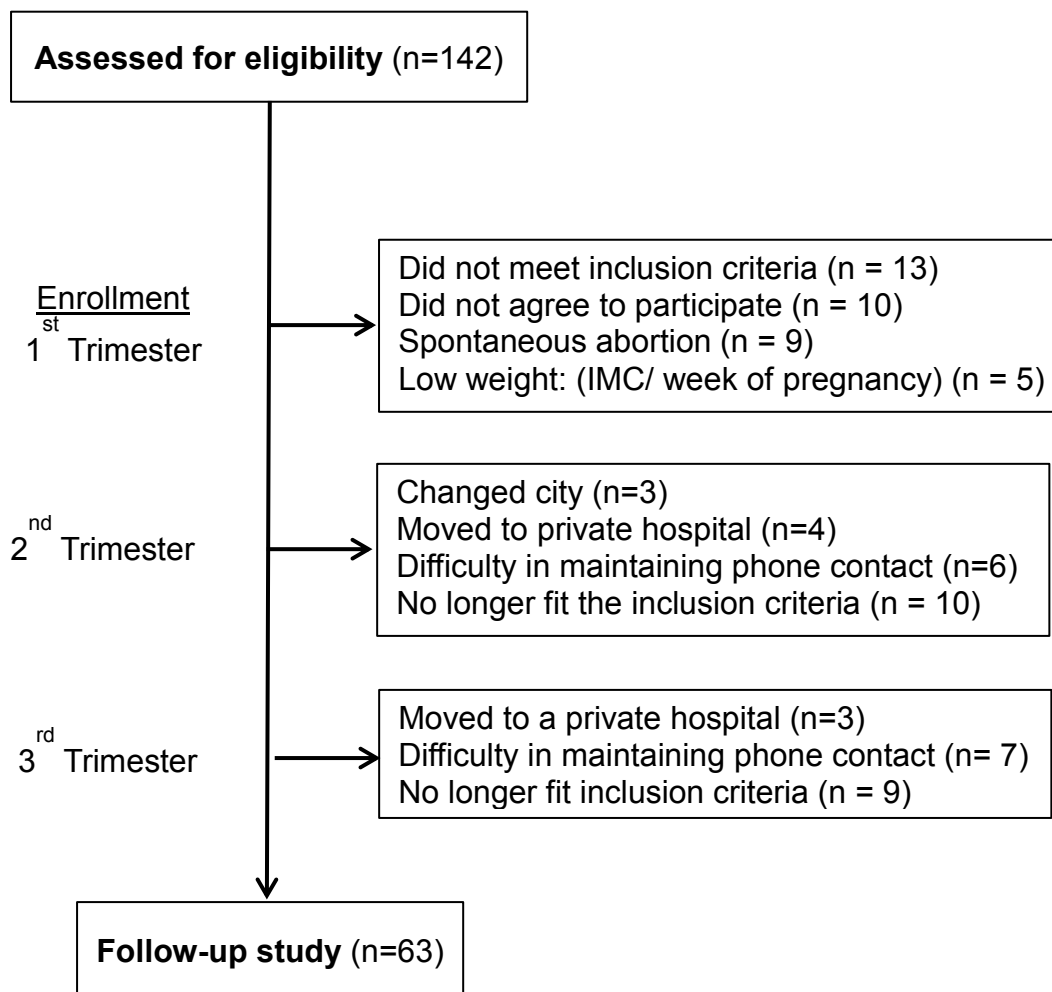 Assessed for eligibility (n=142)
Enrollment
1st Trimester
Did not meet inclusion criteria (n = 13)
Did not agree to participate (n = 10)
Spontaneous abortion (n = 9)
Low weight: (IMC/ week of pregnancy) (n = 5)
2nd Trimester
Changed city (n=3)
Moved to private hospital (n=4)
Difficulty in maintaining phone contact (n=6)
No longer fit the inclusion criteria (n = 10)
3rd Trimester
Moved to a private hospital (n=3)
Difficulty in maintaining phone contact (n= 7)
No longer fit inclusion criteria (n = 9)
Follow-up study (n=63)